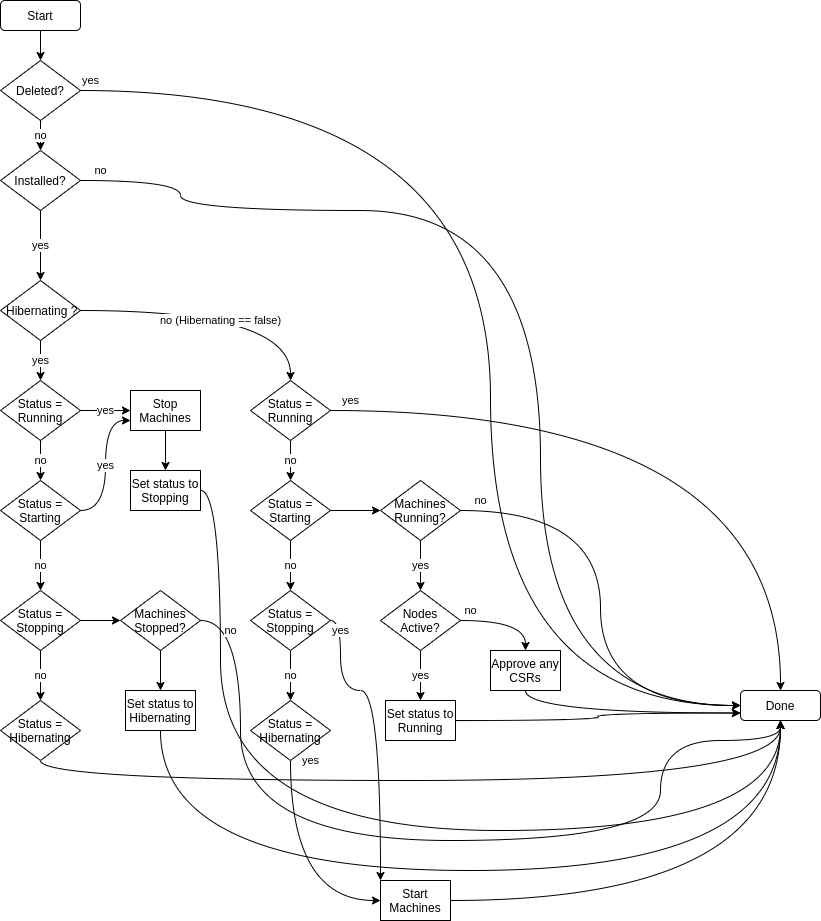 Start
Deleted?
yes
no
Installed?
no
yes
Hibernating ?
no (Hibernating == false)
yes
Status =
Running
yes
Stop
Machines
Status =
Running
yes
no
yes
Set status to
Stopping
no
Status =
Starting
Status =
Starting
Machines
Running?
no
no
no
yes
Status =
Stopping
Machines
Stopped?
no
Status =
Stopping
yes
Nodes
Active?
no
Approve any
CSRs
no
no
yes
Status =
Hibernating
Set status to
Hibernating
Status =
Hibernating
yes
Set status to
Running
Done
Start
Machines